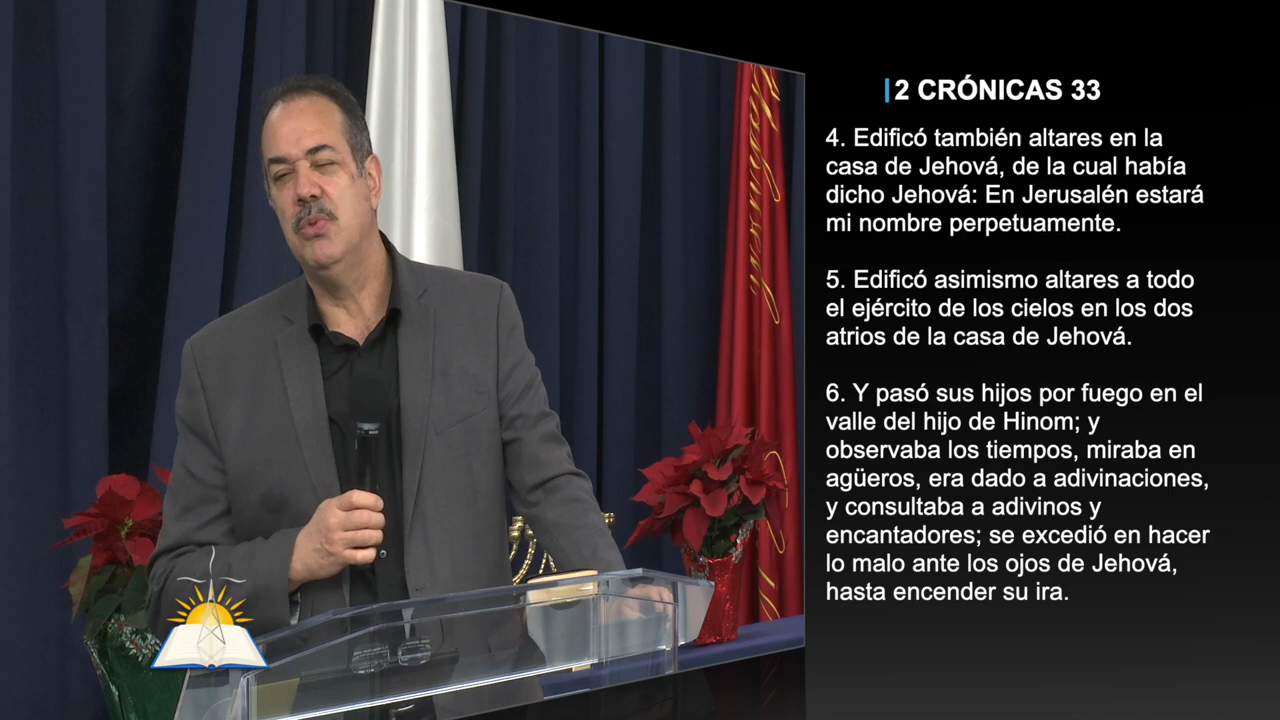 2 CRÓNICAS 33
4. Edificó también altares en la
casa de Jehová, de la cual había
dicho Jehová: En Jerusalén estará
mi nombre perpetuamente.
5. Edificó asimismo altares a todo
el ejército de los cielos en los dos
atrios de la casa de Jehová.
6. Y pasó sus hijos por fuego en el
valle del hijo de Hinom; y
observaba los tiempos, miraba en
agüeros, era dado a adivinaciones,
y consultaba a adivinos y
encantadores; se excedió en hacer
lo malo ante los ojos de Jehová,
hasta encender su ira.